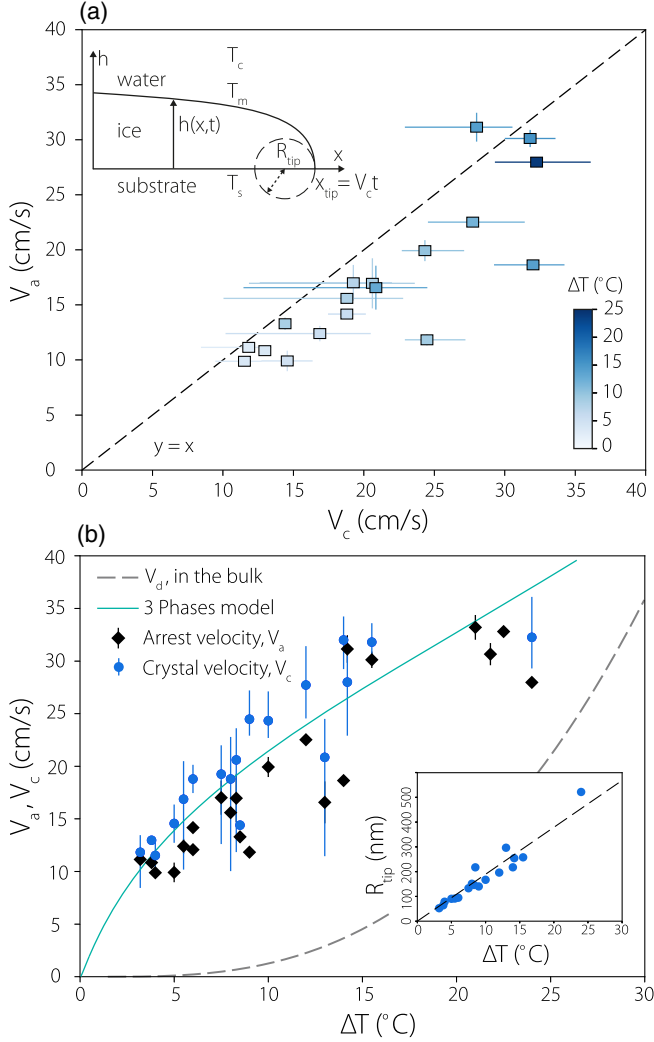 (a)
40
35
30
25
20
15
10
5
0
V_a (cm/s)
h
water
T_c
T_m
ice
h(x,t)
R_tip
x
substrate
T_s
x_tip = V_c t
ΔT (°C)
25
20
15
10
5
0
y = x
0 5 10 15 20 25 30 35 40
V_c (cm/s)
(b)
40
35
30
25
20
15
10
5
0
V_a, V_c (cm/s)
V_d, in the bulk
3 Phases model
Arrest velocity, V_a
Crystal velocity, V_c
R_tip (nm)
0 100 200 300 400 500
0 5 10 15 20 25 30
ΔT (°C)
0 5 10 15 20 25 30
ΔT (°C)